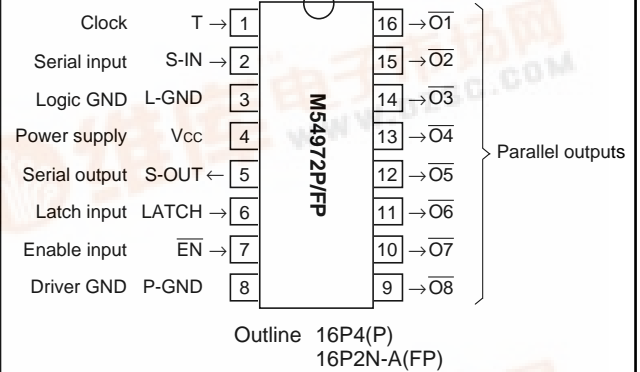 Clock T → 1 16 → O1
Serial input S-IN → 2 15 → O2
Logic GND L-GND 3 14 → O3
Power supply Vcc 4 13 → O4
Serial output S-OUT ← 5 12 → O5
Latch input LATCH → 6 11 → O6
Enable input EN → 7 10 → O7
Driver GND P-GND 8 9 → O8
M54972P/FP
Parallel outputs
Outline 16P4(P)
16P2N-A(FP)